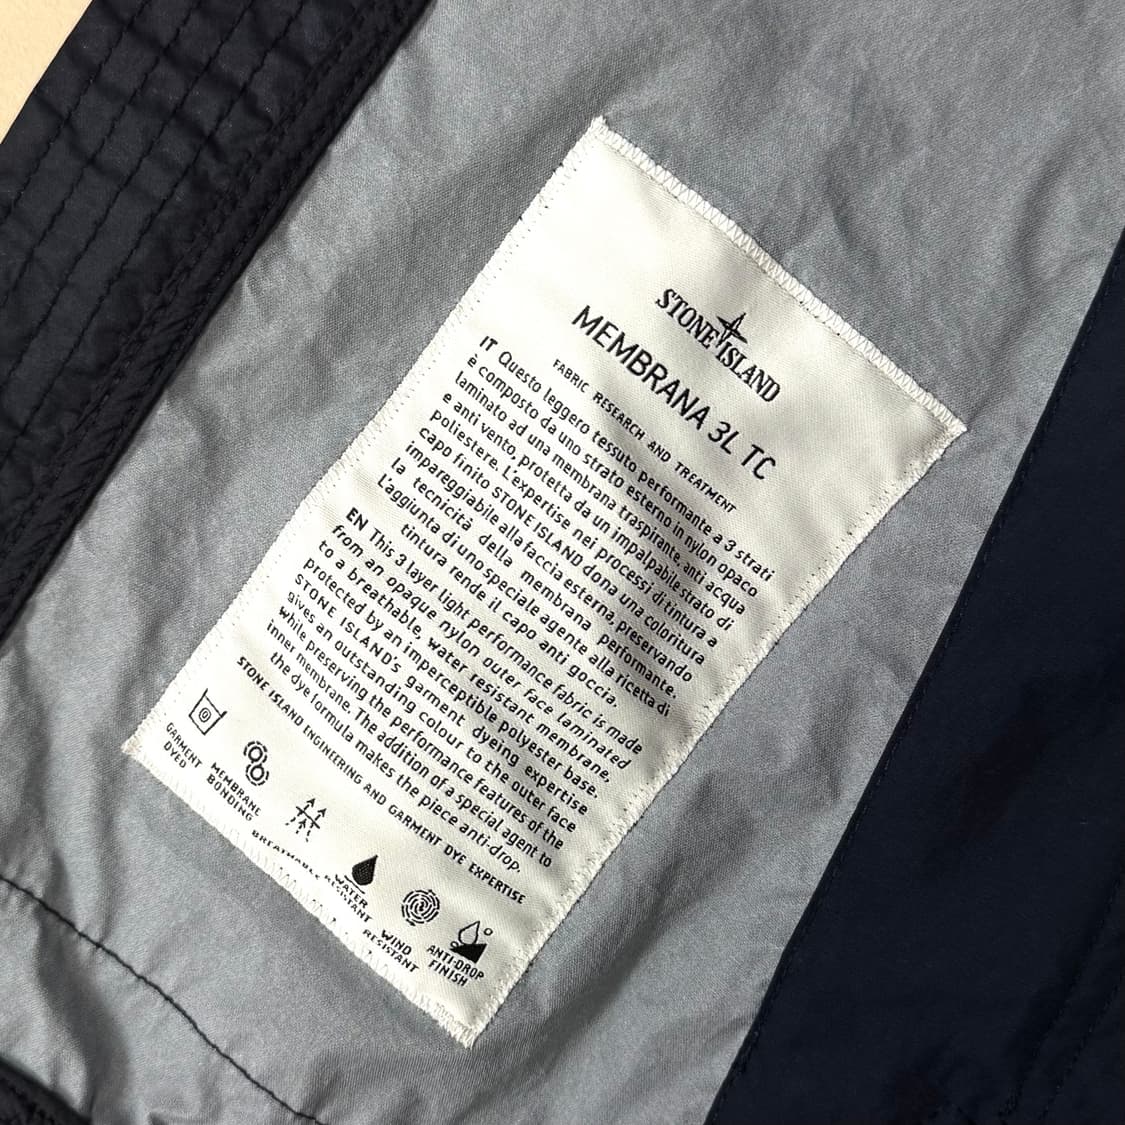 STONE ISLAND
MEMBRANA 3L TC
FABRIC RESEARCH AND TREATMENT
IT Questo leggero tessuto performante a 3 strati
è composto da uno strato esterno in nylon opaco
laminato ad una membrana traspirante, anti acqua
e anti vento, protetta da un impalpabile strato di
poliestere. L'expertise nei processi di tintura a
capo finito STONE ISLAND dona una coloritura
impareggiabile alla faccia esterna, preservando
la tecnicità della membrana performante.
L'aggiunta di uno speciale agente alla ricetta di
tintura rende il capo anti goccia.
EN This 3 layer light performance fabric is made
from an opaque nylon outer face laminated
to a breathable, water resistant membrane,
protected by an imperceptible polyester base.
STONE ISLAND's garment dyeing expertise
gives an outstanding colour to the outer face
while preserving the performance features of the
inner membrane. The addition of a special agent to
the dye formula makes the piece anti-drop.
STONE ISLAND ENGINEERING AND GARMENT DYE EXPERTISE
GARMENT DYED
MEMBRANE BONDING
BREATHABLE
WATER RESISTANT
WIND RESISTANT
ANTI-DROP FINISH